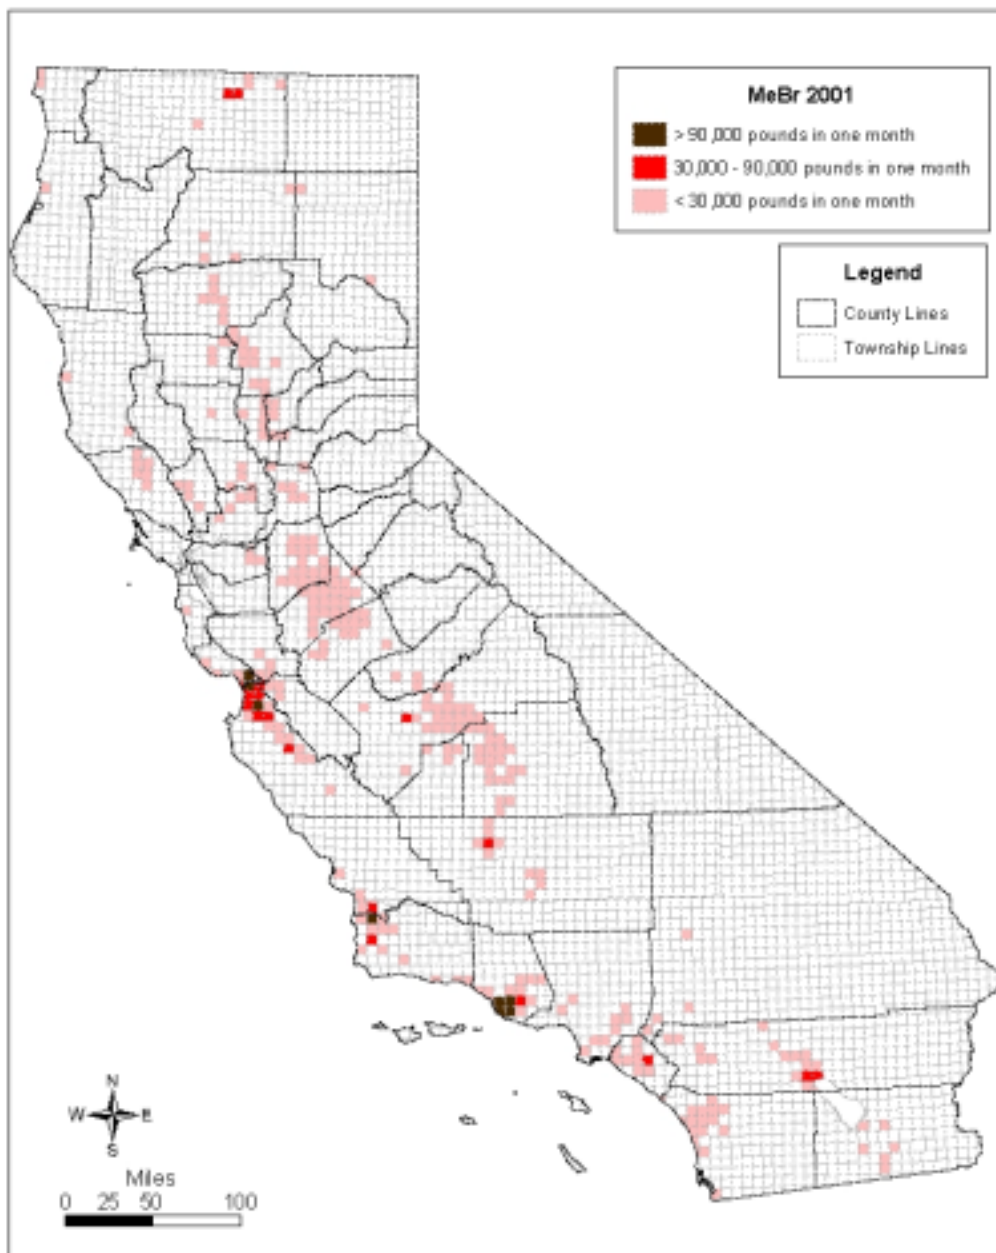 MeBr 2001
> 90,000 pounds in one month
30,000 - 90,000 pounds in one month
< 30,000 pounds in one month
Legend
County Lines
Township Lines
N
W E
S
Miles
0 25 50 100